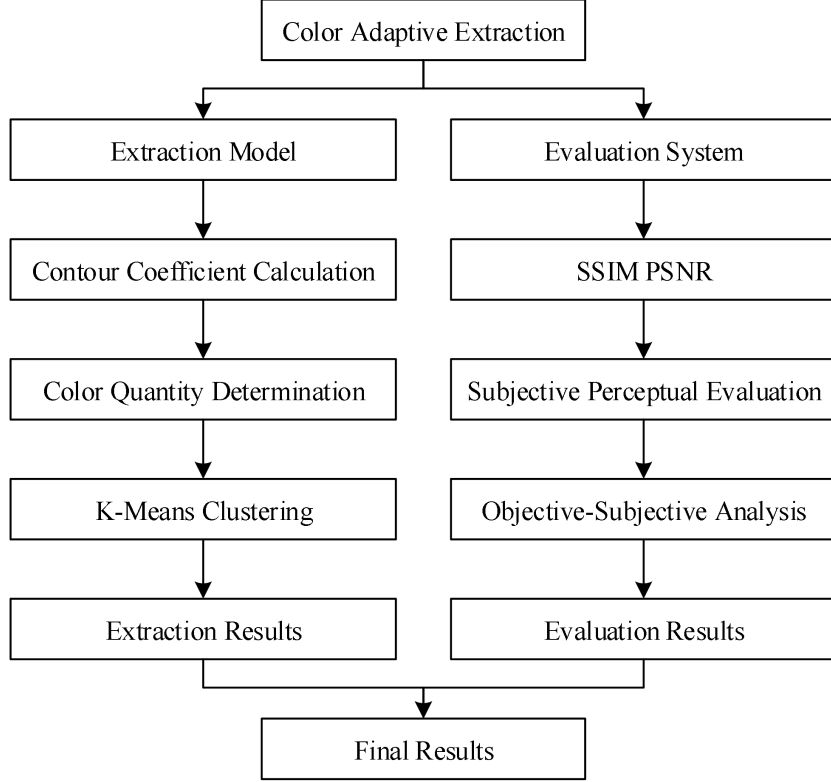 Color Adaptive Extraction
Extraction Model
Evaluation System
Contour Coefficient Calculation
SSIM PSNR
Color Quantity Determination
Subjective Perceptual Evaluation
K-Means Clustering
Objective-Subjective Analysis
Extraction Results
Evaluation Results
Final Results